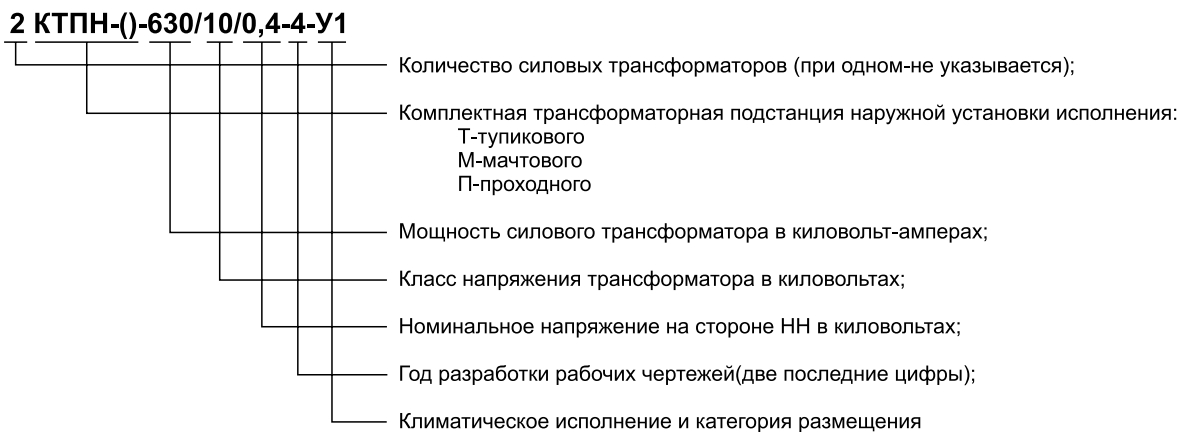 2 КТПН-()-630/10/0,4-4-У1
Количество силовых трансформаторов (при одном-не указывается);
Комплектная трансформаторная подстанция наружной установки исполнения:
Т-тупикового
М-мачтового
П-проходного
Мощность силового трансформатора в киловольт-амперах;
Класс напряжения трансформатора в киловольтах;
Номинальное напряжение на стороне НН в киловольтах;
Год разработки рабочих чертежей(две последние цифры);
Климатическое исполнение и категория размещения